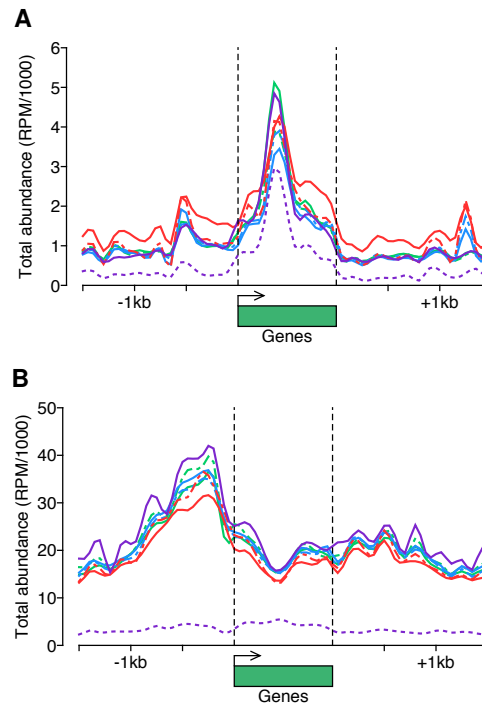 A
Total abundance (RPM/1000)
6
5
4
3
2
1
0
-1kb
+1kb
Genes
B
Total abundance (RPM/1000)
50
40
30
20
10
0
-1kb
+1kb
Genes